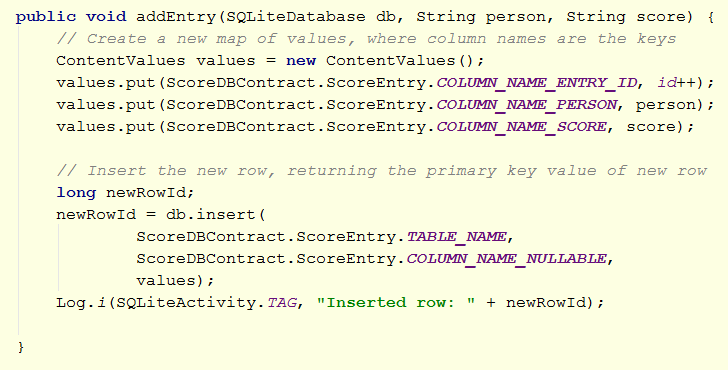 public void addEntry(SQLiteDatabase db, String person, String score) {
    // Create a new map of values, where column names are the keys
    ContentValues values = new ContentValues();
    values.put(ScoreDBContract.ScoreEntry.COLUMN_NAME_ENTRY_ID, id++);
    values.put(ScoreDBContract.ScoreEntry.COLUMN_NAME_PERSON, person);
    values.put(ScoreDBContract.ScoreEntry.COLUMN_NAME_SCORE, score);

    // Insert the new row, returning the primary key value of new row
    long newRowId;
    newRowId = db.insert(
            ScoreDBContract.ScoreEntry.TABLE_NAME,
            ScoreDBContract.ScoreEntry.COLUMN_NAME_NULLABLE,
            values);
    Log.i(SQLiteActivity.TAG, "Inserted row: " + newRowId);

}